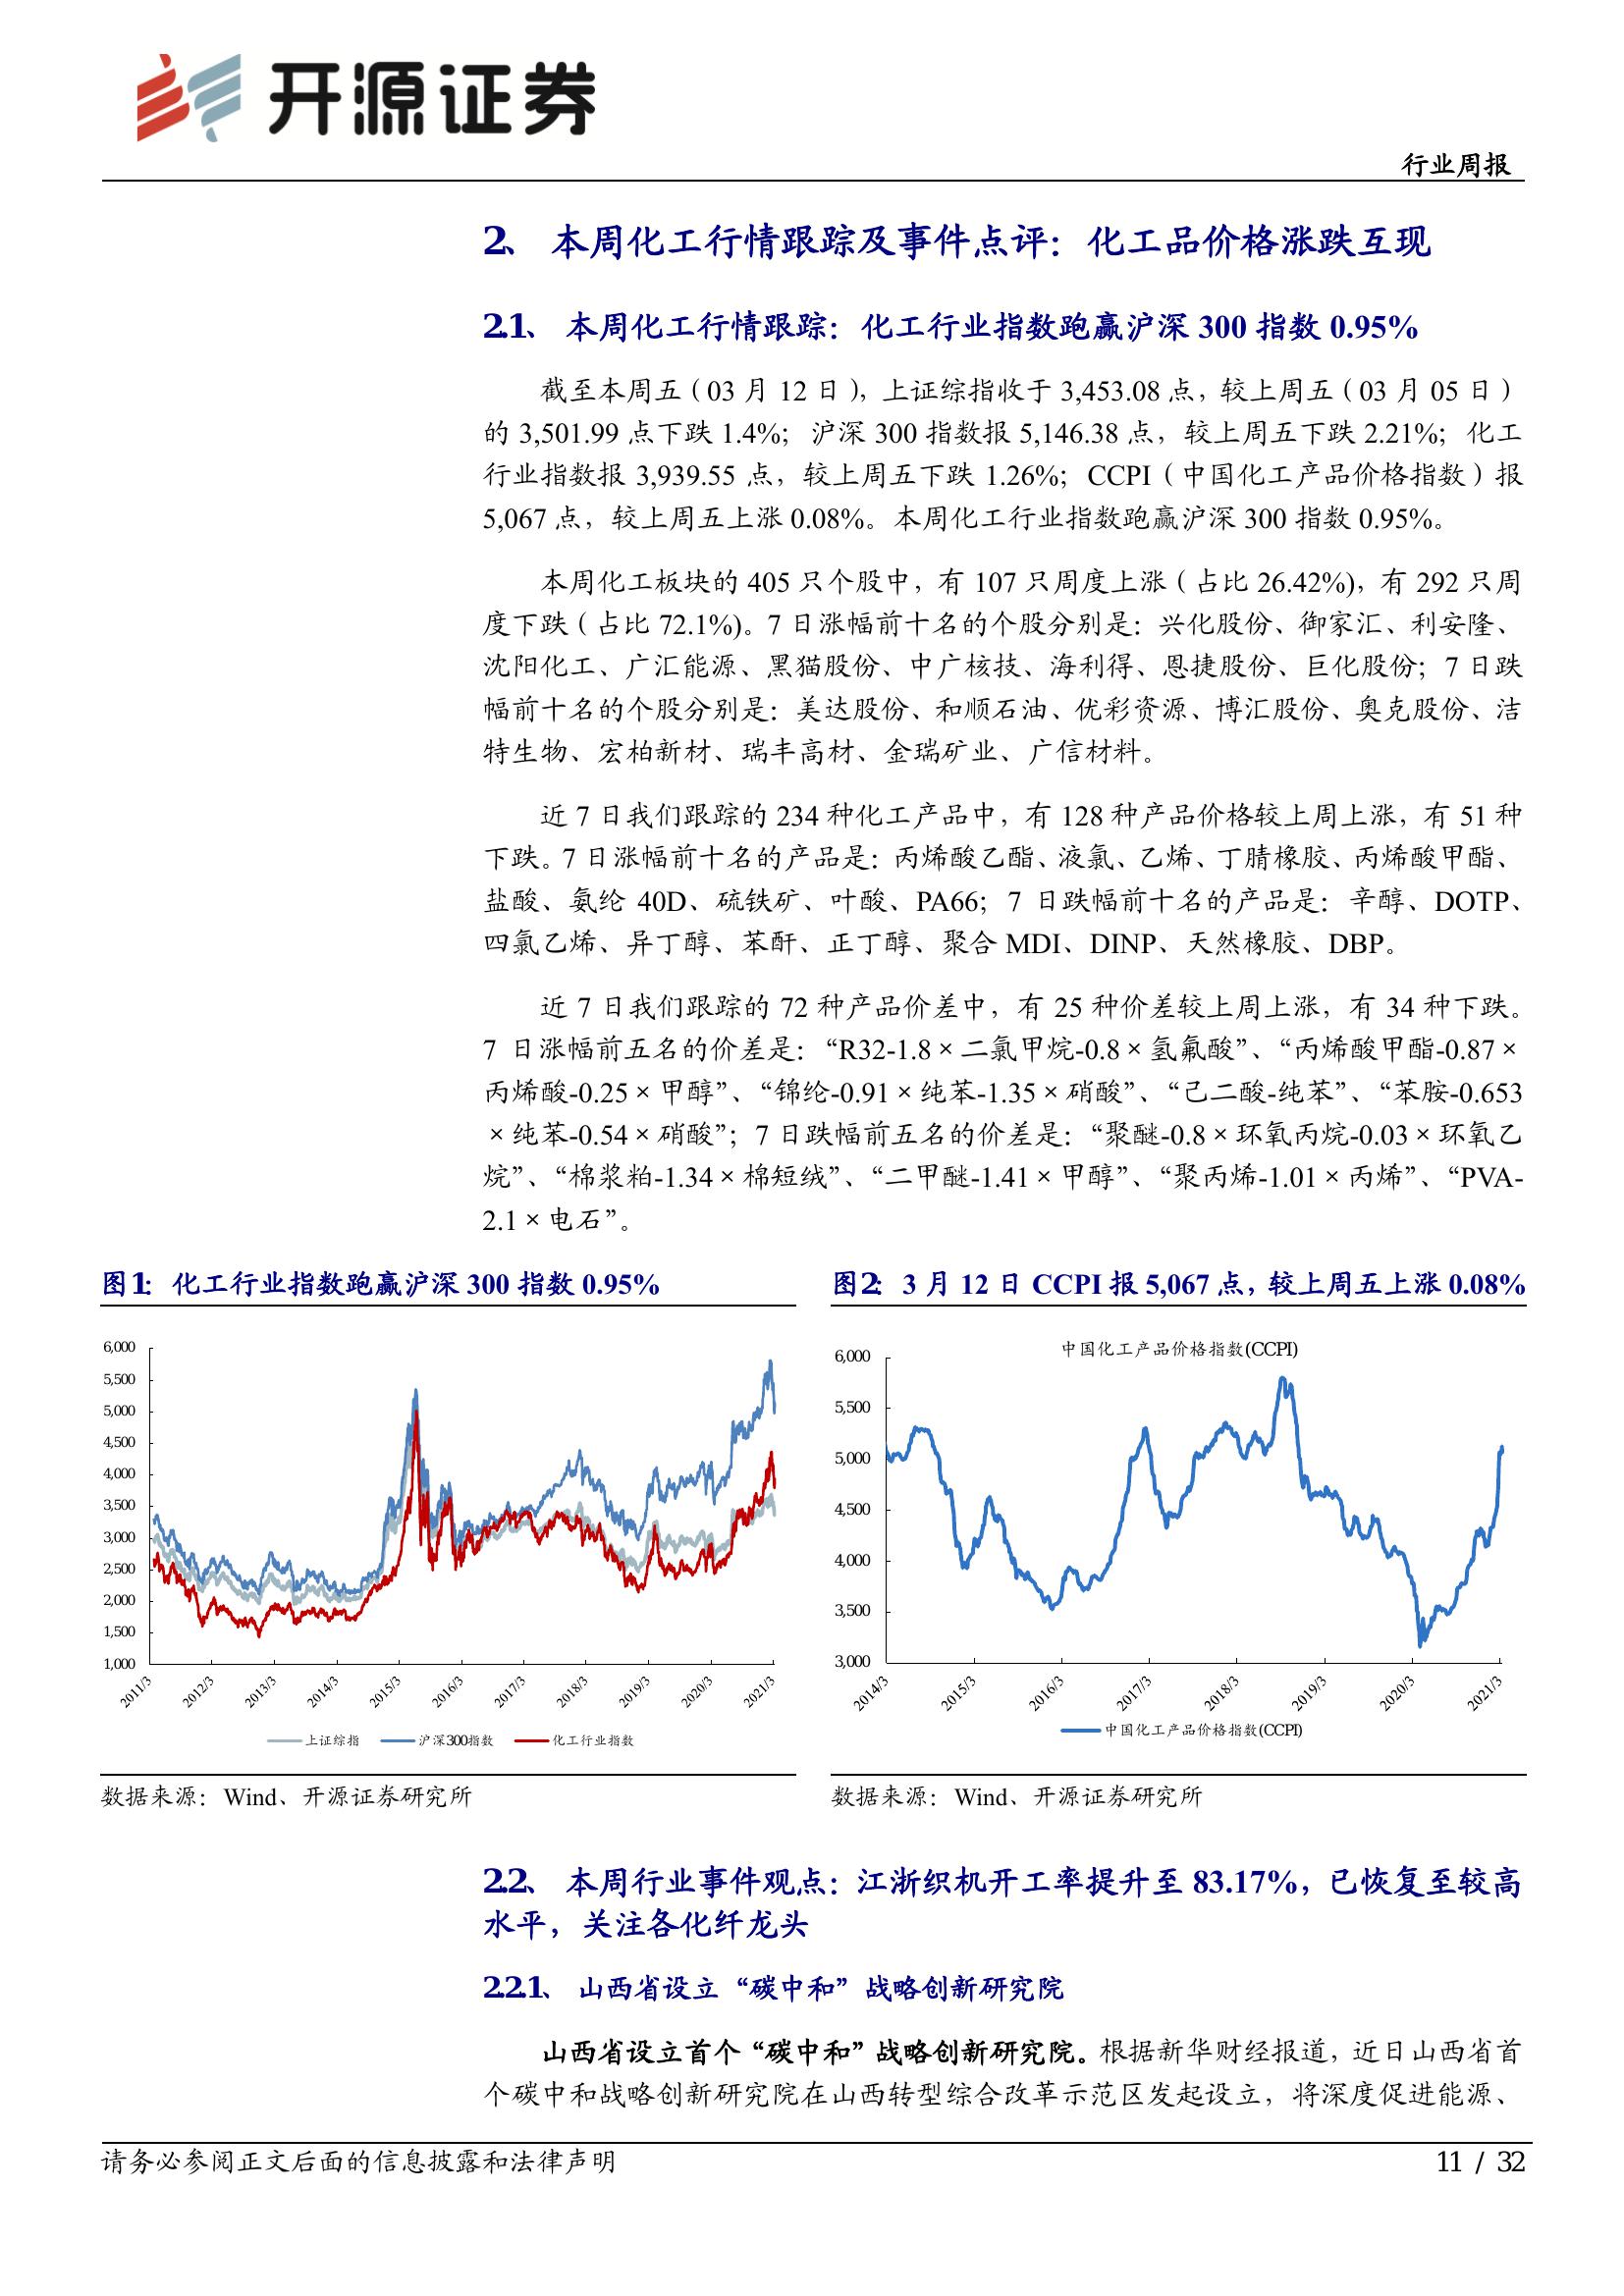 开源证券
行业周报
2、 本周化工行情跟踪及事件点评：化工品价格涨跌互现
2.1、 本周化工行情跟踪：化工行业指数跑赢沪深 300 指数 0.95%
截至本周五（03 月 12 日），上证综指收于 3,453.08 点，较上周五（03 月 05 日）
的 3,501.99 点下跌 1.4%；沪深 300 指数报 5,146.38 点，较上周五下跌 2.21%；化工
行业指数报 3,939.55 点，较上周五下跌 1.26%；CCPI（中国化工产品价格指数）报
5,067 点，较上周五上涨 0.08%。本周化工行业指数跑赢沪深 300 指数 0.95%。
本周化工板块的 405 只个股中，有 107 只周度上涨（占比 26.42%)，有 292 只周
度下跌（占比 72.1%)。7 日涨幅前十名的个股分别是：兴化股份、御家汇、利安隆、
沈阳化工、广汇能源、黑猫股份、中广核技、海利得、恩捷股份、巨化股份；7 日跌
幅前十名的个股分别是：美达股份、和顺石油、优彩资源、博汇股份、奥克股份、洁
特生物、宏柏新材、瑞丰高材、金瑞矿业、广信材料。
近 7 日我们跟踪的 234 种化工产品中，有 128 种产品价格较上周上涨，有 51 种
下跌。7 日涨幅前十名的产品是：丙烯酸乙酯、液氯、乙烯、丁腈橡胶、丙烯酸甲酯、
盐酸、氨纶 40D、硫铁矿、叶酸、PA66；7 日跌幅前十名的产品是：辛醇、DOTP、
四氯乙烯、异丁醇、苯酐、正丁醇、聚合 MDI、DINP、天然橡胶、DBP。
近 7 日我们跟踪的 72 种产品价差中，有 25 种价差较上周上涨，有 34 种下跌。
7 日涨幅前五名的价差是：“R32-1.8×二氯甲烷-0.8×氢氟酸”、“丙烯酸甲酯-0.87×
丙烯酸-0.25×甲醇”、“锦纶-0.91×纯苯-1.35×硝酸”、“己二酸-纯苯”、“苯胺-0.653
×纯苯-0.54×硝酸”；7 日跌幅前五名的价差是：“聚醚-0.8×环氧丙烷-0.03×环氧乙
烷”、“棉浆粕-1.34×棉短绒”、“二甲醚-1.41×甲醇”、“聚丙烯-1.01×丙烯”、“PVA-
2.1×电石”。
图1： 化工行业指数跑赢沪深 300 指数 0.95%
6,000
5,500
5,000
4,500
4,000
3,500
3,000
2,500
2,000
1,500
1,000
2011/3 2012/3 2013/3 2014/3 2015/3 2016/3 2017/3 2018/3 2019/3 2020/3 2021/3
上证综指 沪深300指数 化工行业指数
数据来源：Wind、开源证券研究所
图2： 3 月 12 日 CCPI 报 5,067 点，较上周五上涨 0.08%
中国化工产品价格指数(CCPI)
6,000
5,500
5,000
4,500
4,000
3,500
3,000
2014/3 2015/3 2016/3 2017/3 2018/3 2019/3 2020/3 2021/3
中国化工产品价格指数(CCPI)
数据来源：Wind、开源证券研究所
2.2、 本周行业事件观点：江浙织机开工率提升至 83.17%，已恢复至较高
水平，关注各化纤龙头
2.2.1、 山西省设立“碳中和”战略创新研究院
山西省设立首个“碳中和”战略创新研究院。根据新华财经报道，近日山西省首
个碳中和战略创新研究院在山西转型综合改革示范区发起设立，将深度促进能源、
请务必参阅正文后面的信息披露和法律声明
11 / 32